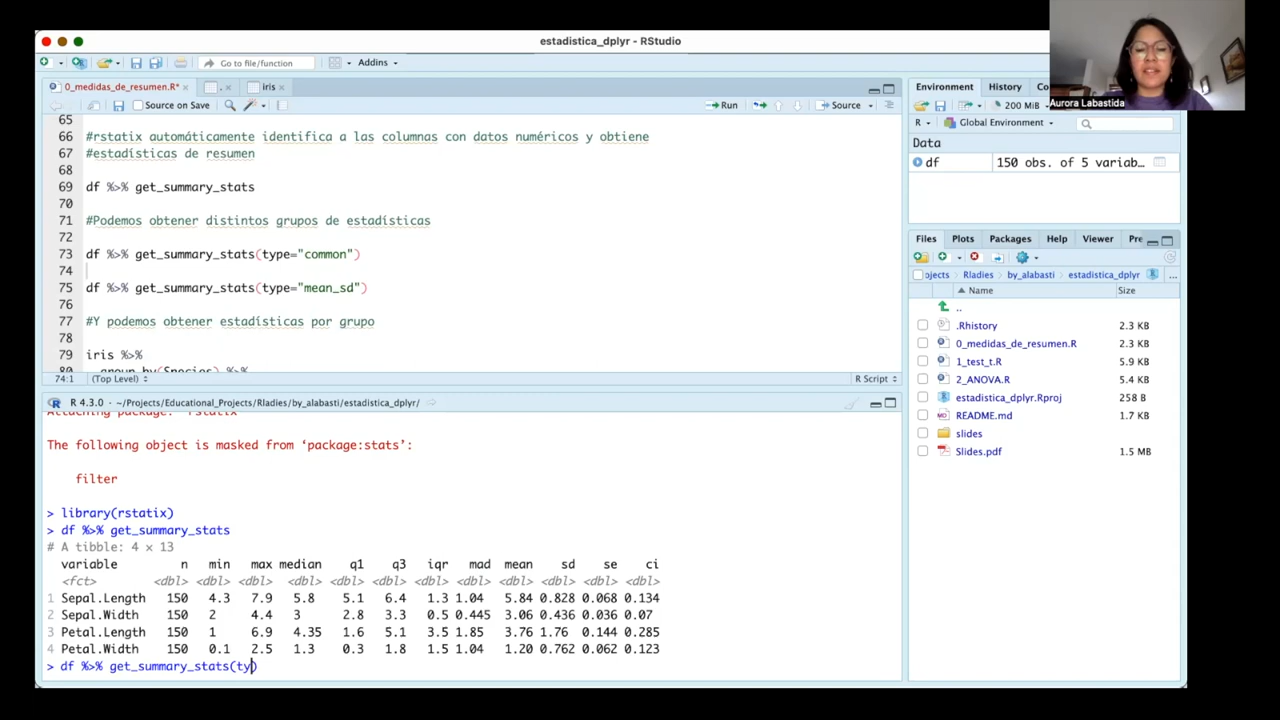 estadistica_dplyr - RStudio
Go to file/function
Addins
0_medidas_de_resumen.R*
.
iris
Source on Save
Run
Source
65
66 #rstatix automáticamente identifica a las columnas con datos numéricos y obtiene
67 #estadísticas de resumen
68
69 df %>% get_summary_stats
70
71 #Podemos obtener distintos grupos de estadísticas
72
73 df %>% get_summary_stats(type="common")
74
75 df %>% get_summary_stats(type="mean_sd")
76
77 #Y podemos obtener estadísticas por grupo
78
79 iris %>%
80 group_by(Species) %>%
74:1 (Top Level) R Script
R 4.3.0 · ~/Projects/Educational_Projects/Rladies/by_alabasti/estadistica_dplyr/
Attaching package: ‘rstatix’
The following object is masked from ‘package:stats’:
filter
> library(rstatix)
> df %>% get_summary_stats
# A tibble: 4 × 13
variable n min max median q1 q3 iqr mad mean sd se ci
<fct> <dbl> <dbl> <dbl> <dbl> <dbl> <dbl> <dbl> <dbl> <dbl> <dbl> <dbl> <dbl>
1 Sepal.Length 150 4.3 7.9 5.8 5.1 6.4 1.3 1.04 5.84 0.828 0.068 0.134
2 Sepal.Width 150 2 4.4 3 2.8 3.3 0.5 0.445 3.06 0.436 0.036 0.07
3 Petal.Length 150 1 6.9 4.35 1.6 5.1 3.5 1.85 3.76 1.76 0.144 0.285
4 Petal.Width 150 0.1 2.5 1.3 0.3 1.8 1.5 1.04 1.20 0.762 0.062 0.123
> df %>% get_summary_stats(ty)
Aurora Labastida
Environment History Co
200 MiB
R Global Environment
Data
df 150 obs. of 5 variab…
Files Plots Packages Help Viewer Pre
ojects Rladies by_alabasti estadistica_dplyr ...
Name Size
..
.Rhistory 2.3 KB
0_medidas_de_resumen.R 2.3 KB
1_test_t.R 5.9 KB
2_ANOVA.R 5.4 KB
estadistica_dplyr.Rproj 258 B
README.md 1.7 KB
slides
Slides.pdf 1.5 MB